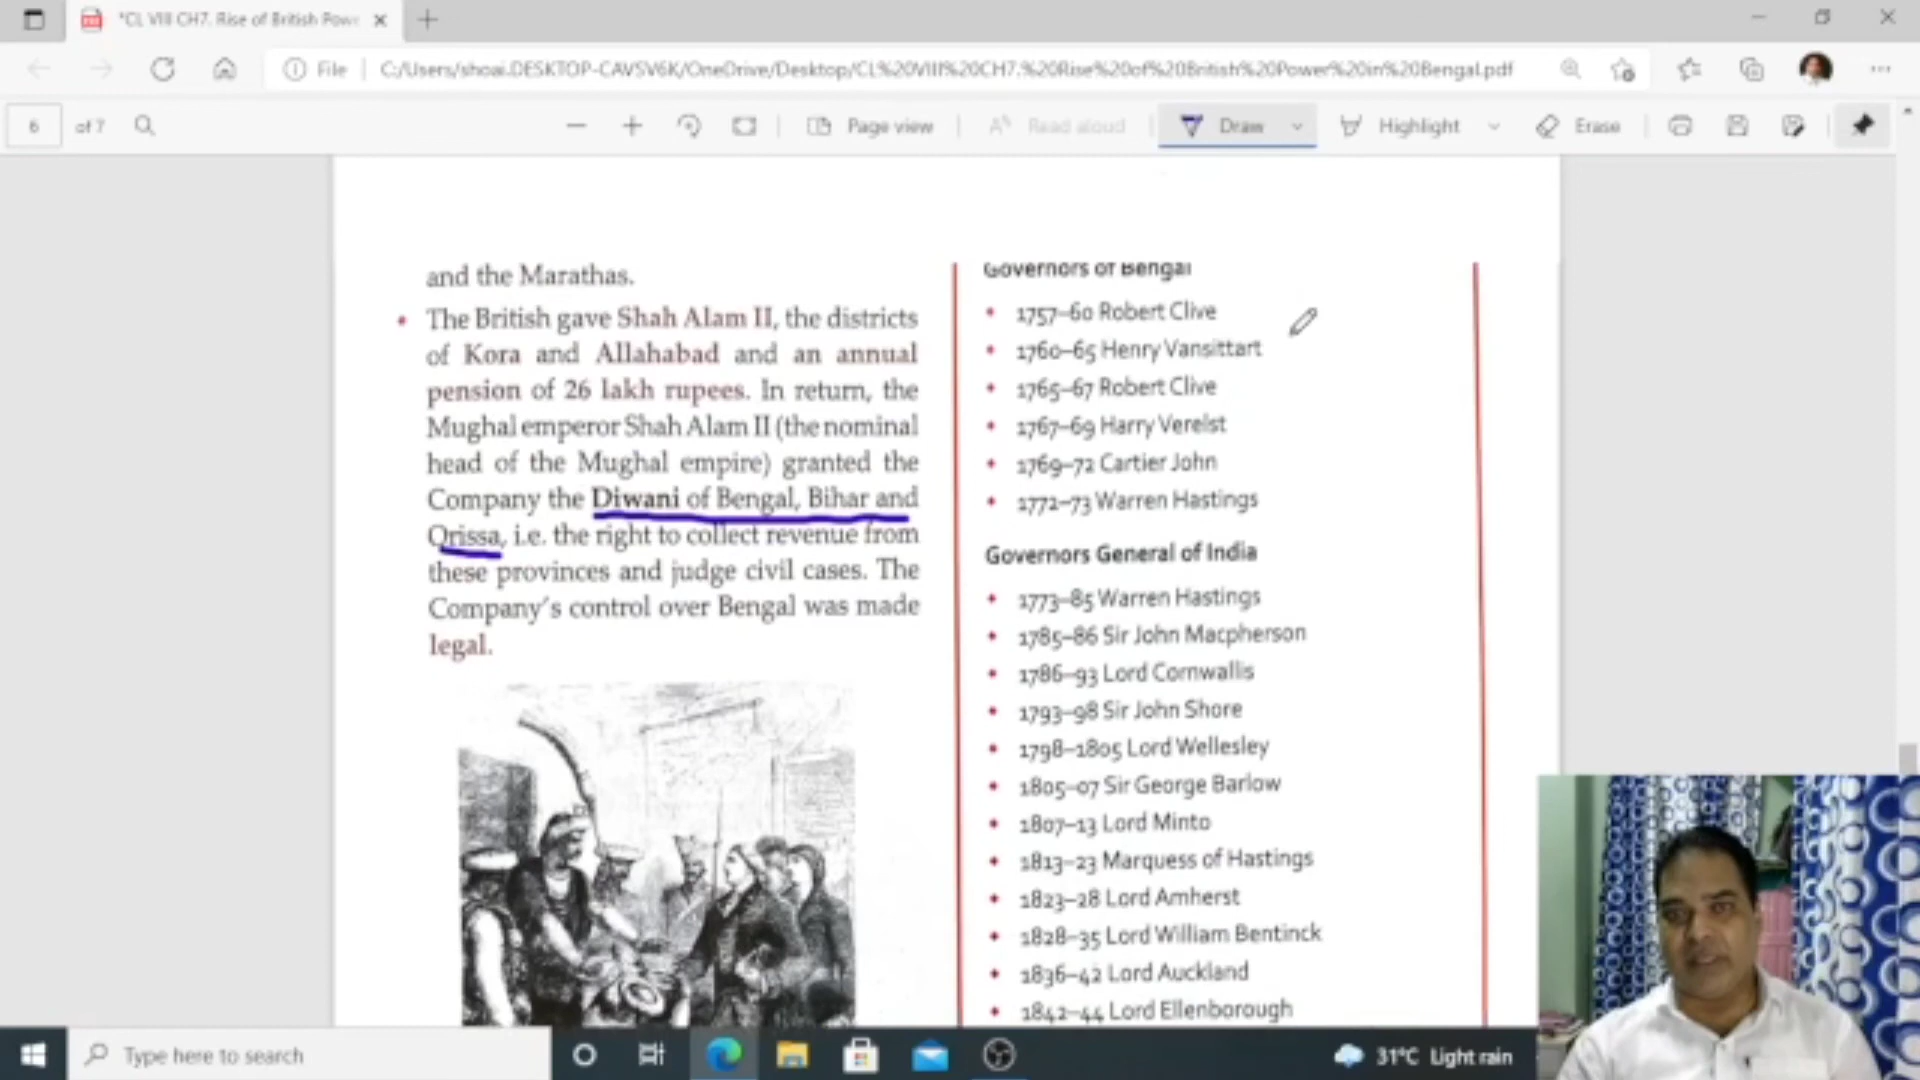 *CL VIII CH7. Rise of British Powe
File
C:/Users/shoai.DESKTOP-CAVSV6K/OneDrive/Desktop/CL%20VIII%20CH7.%20Rise%20of%20British%20Power%20in%20Bengal.pdf
6 of 7
Page view
Read aloud
Draw
Highlight
Erase
and the Marathas.
• The British gave Shah Alam II, the districts
of Kora and Allahabad and an annual
pension of 26 lakh rupees. In return, the
Mughal emperor Shah Alam II (the nominal
head of the Mughal empire) granted the
Company the Diwani of Bengal, Bihar and
Orissa, i.e. the right to collect revenue from
these provinces and judge civil cases. The
Company's control over Bengal was made
legal.
Governors of Bengal
• 1757–60 Robert Clive
• 1760–65 Henry Vansittart
• 1765–67 Robert Clive
• 1767–69 Harry Verelst
• 1769–72 Cartier John
• 1772–73 Warren Hastings
Governors General of India
• 1773–85 Warren Hastings
• 1785–86 Sir John Macpherson
• 1786–93 Lord Cornwallis
• 1793–98 Sir John Shore
• 1798–1805 Lord Wellesley
• 1805–07 Sir George Barlow
• 1807–13 Lord Minto
• 1813–23 Marquess of Hastings
• 1823–28 Lord Amherst
• 1828–35 Lord William Bentinck
• 1836–42 Lord Auckland
• 1842–44 Lord Ellenborough
Type here to search
31°C Light rain